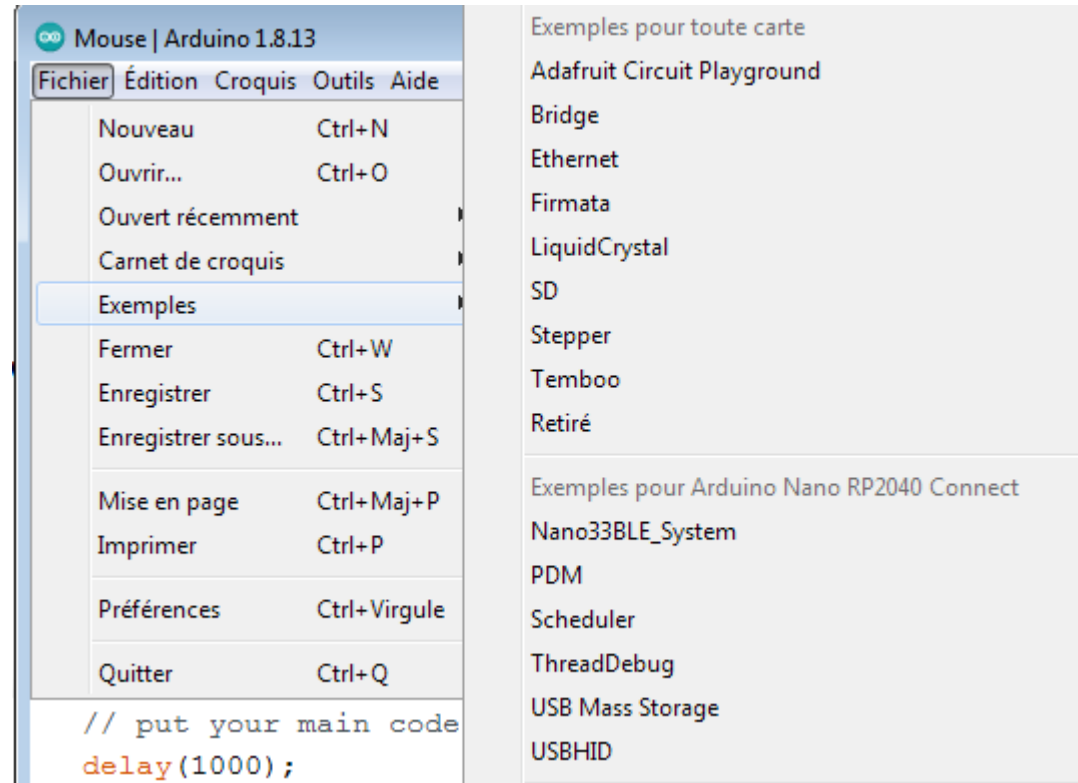 Mouse | Arduino 1.8.13
Fichier Édition Croquis Outils Aide
Nouveau Ctrl+N
Ouvrir... Ctrl+O
Ouvert récemment
Carnet de croquis
Exemples
Fermer Ctrl+W
Enregistrer Ctrl+S
Enregistrer sous... Ctrl+Maj+S
Mise en page Ctrl+Maj+P
Imprimer Ctrl+P
Préférences Ctrl+Virgule
Quitter Ctrl+Q
// put your main code
delay(1000);
Exemples pour toute carte
Adafruit Circuit Playground
Bridge
Ethernet
Firmata
LiquidCrystal
SD
Stepper
Temboo
Retiré
Exemples pour Arduino Nano RP2040 Connect
Nano33BLE_System
PDM
Scheduler
ThreadDebug
USB Mass Storage
USBHID